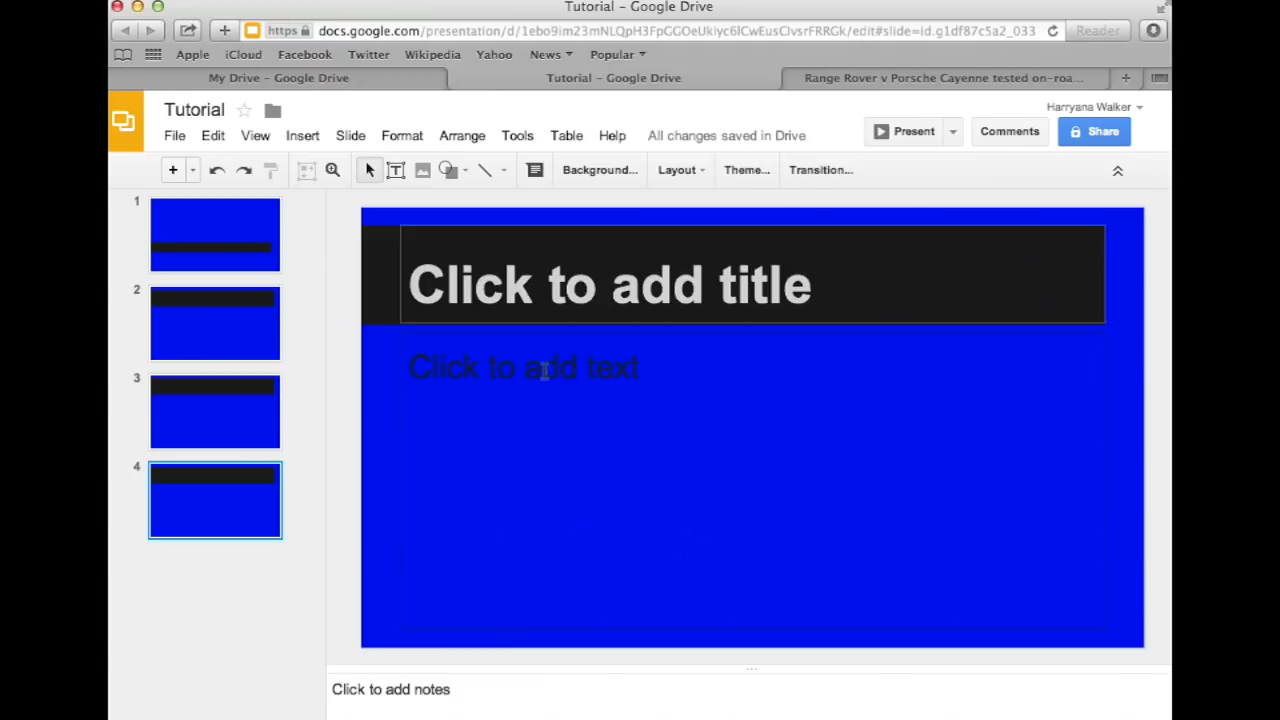 Tutorial – Google Drive
https docs.google.com/presentation/d/1ebo9im23mNLQpH3FpGGOeUkiyc6lCwEusClvsrFRRGk/edit#slide=id.g1df87c5a2_033 Reader
Apple iCloud Facebook Twitter Wikipedia Yahoo News Popular
My Drive – Google Drive Tutorial – Google Drive Range Rover v Porsche Cayenne tested on-roa...
Tutorial Harryana Walker
File Edit View Insert Slide Format Arrange Tools Table Help All changes saved in Drive Present Comments Share
Background... Layout Theme... Transition...
1
2
3
4
Click to add title
Click to add text
Click to add notes